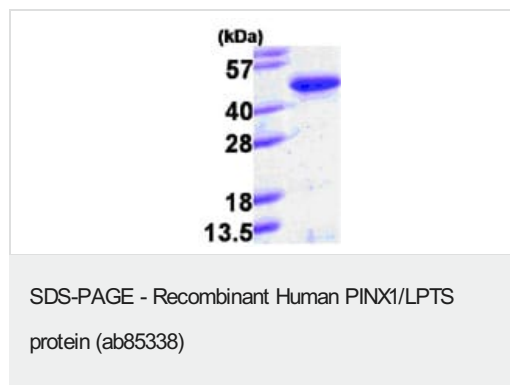 (kDa)
57
40
28
18
13.5
SDS-PAGE - Recombinant Human PINX1/LPTS
protein (ab85338)